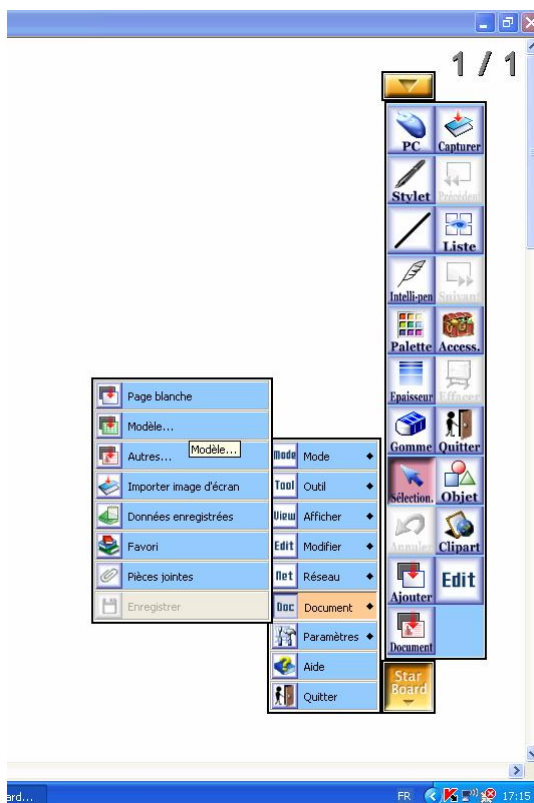 1 / 1
PC
Capturer
Stylet
Précédent
Liste
Intelli-pen
Suivant
Palette
Access.
Epaisseur
Effacer
Gomme
Quitter
Sélection.
Objet
Annuler
Clipart
Ajouter
Edit
Document
Star
Board
Page blanche
Modèle...
Autres...
Modèle...
Importer image d'écran
Données enregistrées
Favori
Pièces jointes
Enregistrer
Mode Mode
Tool Outil
View Afficher
Edit Modifier
Net Réseau
Doc Document
Paramètres
Aide
Quitter
ard...
FR
17:15